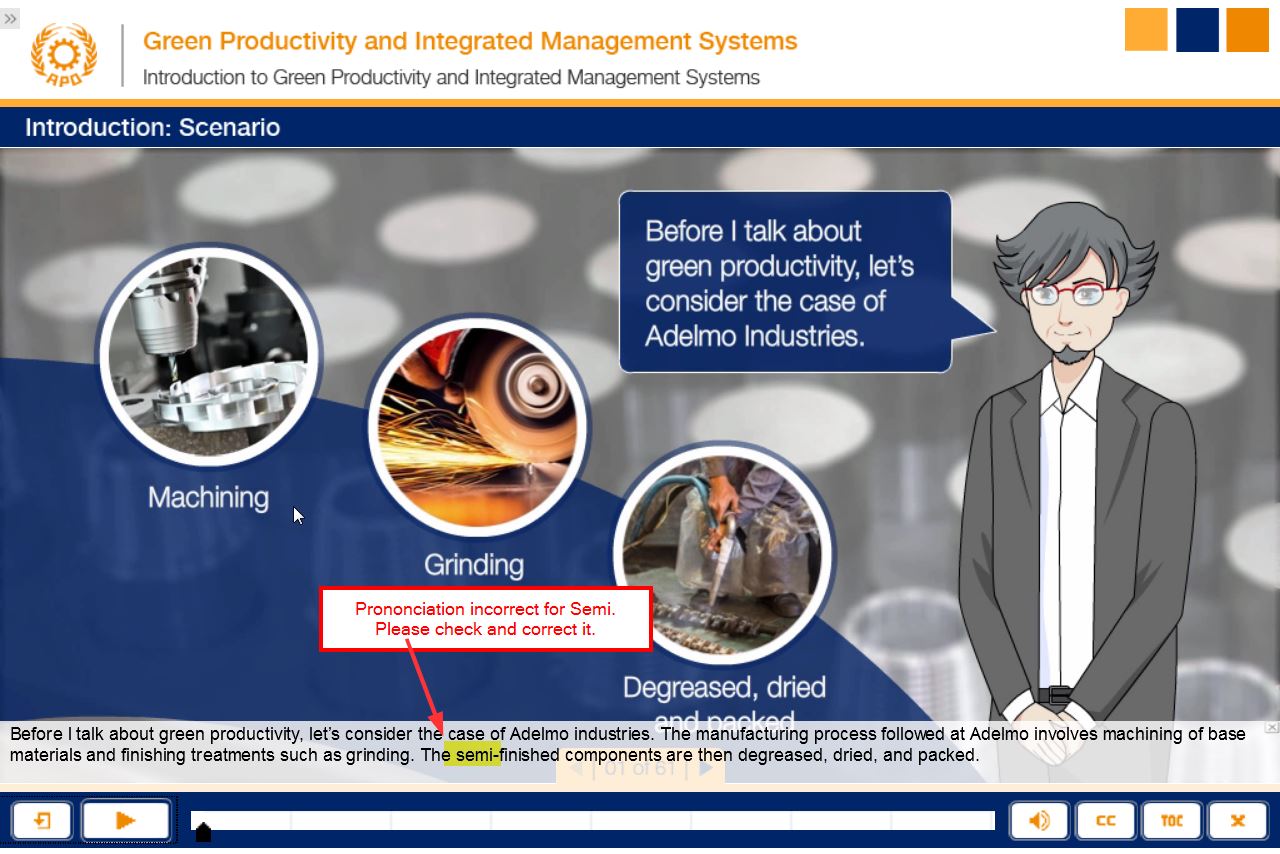 »
APO
Green Productivity and Integrated Management Systems
Introduction to Green Productivity and Integrated Management Systems
Introduction: Scenario
Before I talk about
green productivity, let's
consider the case of
Adelmo Industries.
Machining
Grinding
Prononciation incorrect for Semi.
Please check and correct it.
Degreased, dried
and packed
Before I talk about green productivity, let's consider the case of Adelmo industries. The manufacturing process followed at Adelmo involves machining of base
materials and finishing treatments such as grinding. The semi-finished components are then degreased, dried, and packed.
01 of 61
CC
TOC